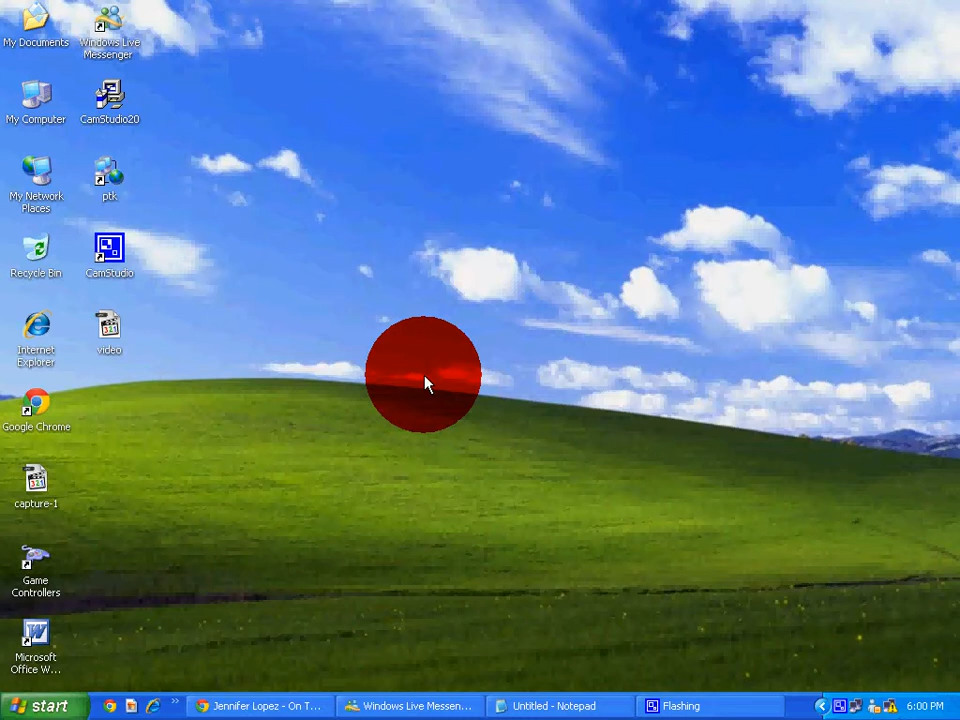 My Documents
Windows Live
Messenger
My Computer
CamStudio20
My Network
Places
ptk
Recycle Bin
CamStudio
Internet
Explorer
video
Google Chrome
capture-1
Game
Controllers
Microsoft
Office W...
start
Jennifer Lopez - On T...
Windows Live Messen...
Untitled - Notepad
Flashing
6:00 PM